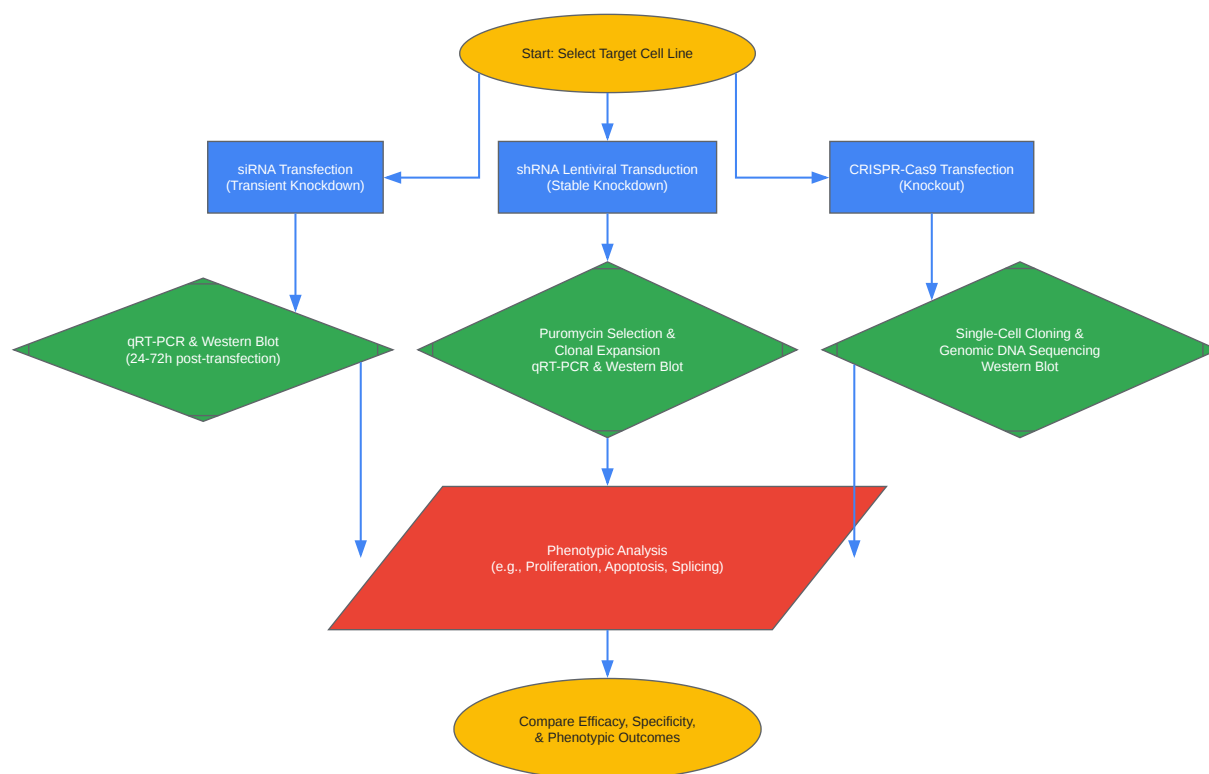 Start: Select Target Cell Line
siRNA Transfection
(Transient Knockdown)
shRNA Lentiviral Transduction
(Stable Knockdown)
CRISPR-Cas9 Transfection
(Knockout)
qRT-PCR & Western Blot
(24-72h post-transfection)
Puromycin Selection &
Clonal Expansion
qRT-PCR & Western Blot
Single-Cell Cloning &
Genomic DNA Sequencing
Western Blot
Phenotypic Analysis
(e.g., Proliferation, Apoptosis, Splicing)
Compare Efficacy, Specificity,
& Phenotypic Outcomes